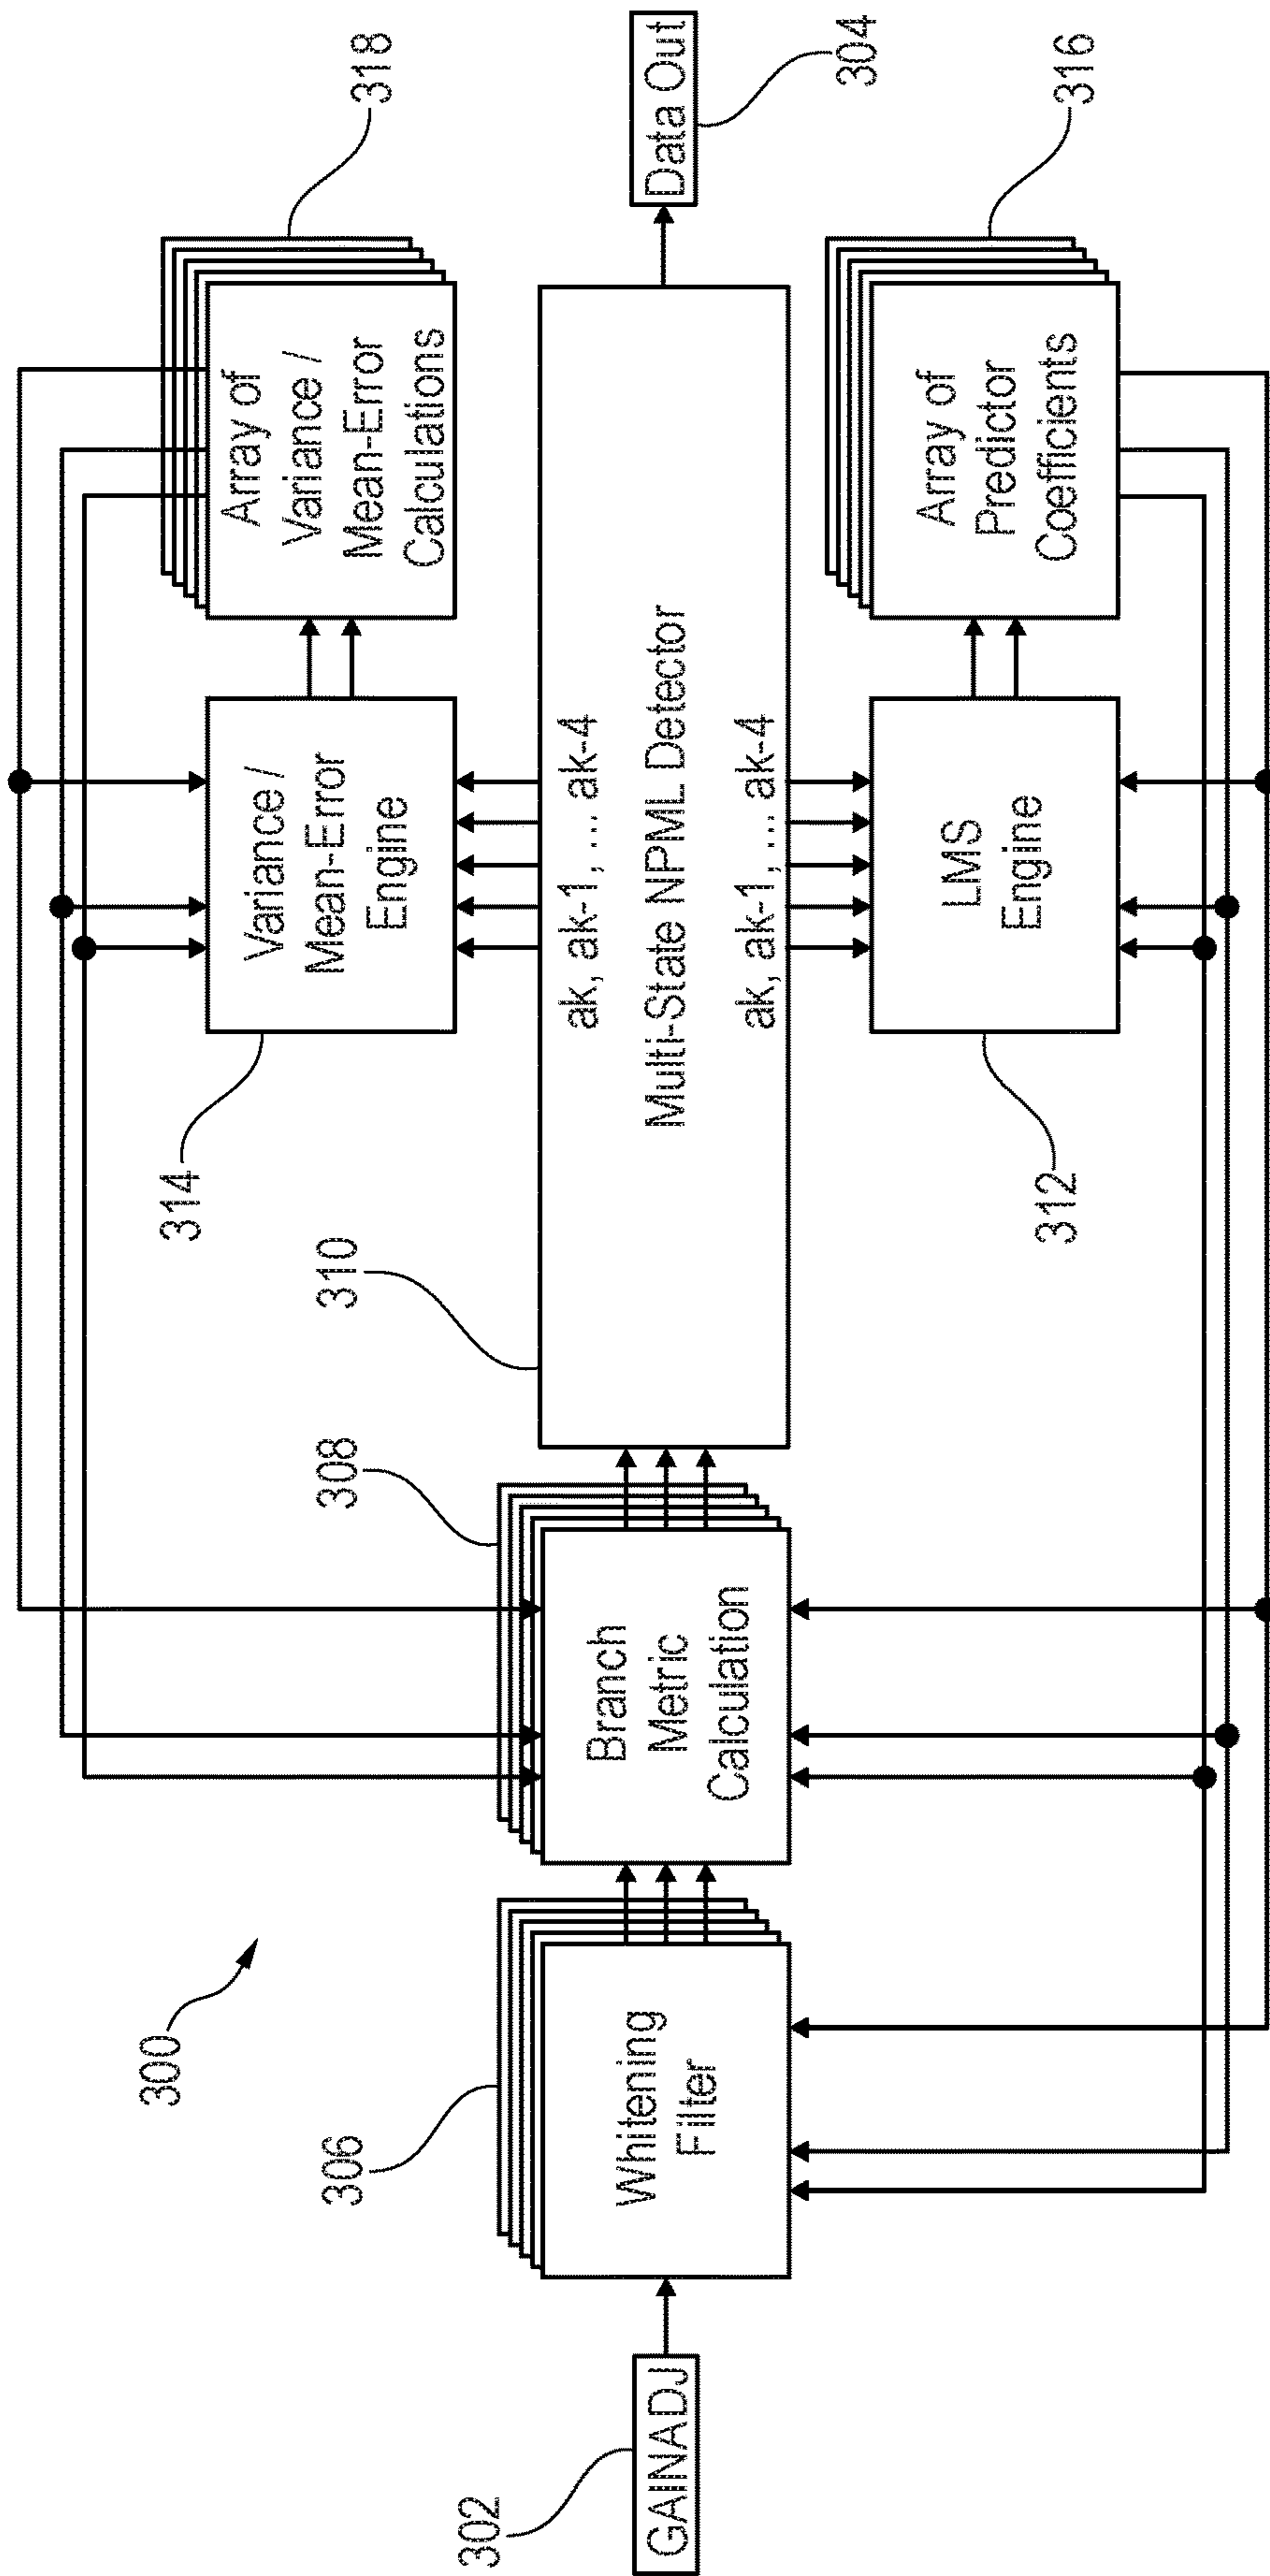 300
302
GAINADJ
306
Whitening
Filter
308
Branch
Metric
Calculation
310
ak, ak-1, ... ak-4
Multi-State NPML Detector
ak, ak-1, ... ak-4
314
Variance /
Mean-Error
Engine
318
Array of
Variance /
Mean-Error
Calculations
312
LMS
Engine
316
Array of
Predictor
Coefficients
Data Out
304